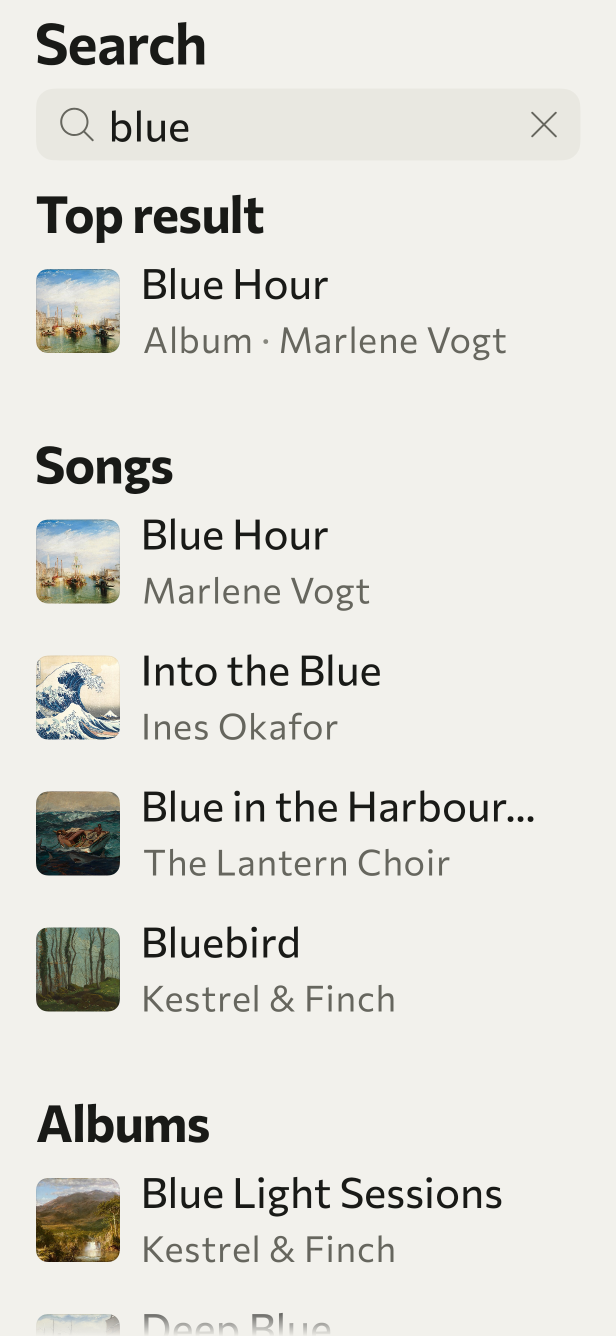 Search
blue
Top result
Blue Hour
Album · Marlene Vogt
Songs
Blue Hour
Marlene Vogt
Into the Blue
Ines Okafor
Blue in the Harbour...
The Lantern Choir
Bluebird
Kestrel & Finch
Albums
Blue Light Sessions
Kestrel & Finch
Deep Blue